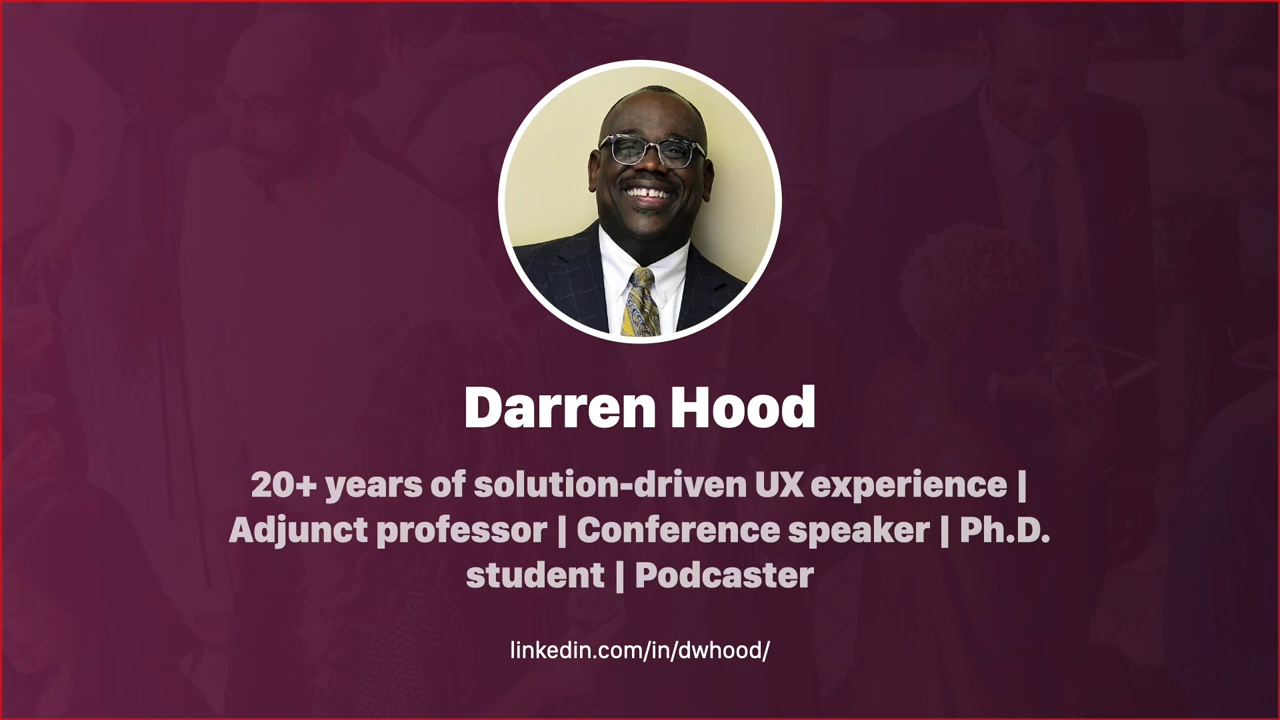 Darren Hood
20+ years of solution-driven UX experience |
Adjunct professor | Conference speaker | Ph.D.
student | Podcaster
linkedin.com/in/dwhood/